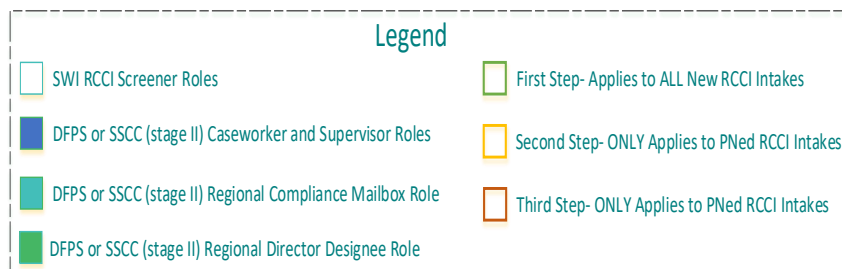 Legend
SWI RCCI Screener Roles
DFPS or SSCC (stage II) Caseworker and Supervisor Roles
DFPS or SSCC (stage II) Regional Compliance Mailbox Role
DFPS or SSCC (stage II) Regional Director Designee Role
First Step- Applies to ALL New RCCI Intakes
Second Step- ONLY Applies to PNed RCCI Intakes
Third Step- ONLY Applies to PNed RCCI Intakes